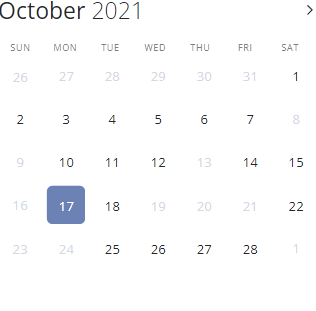 October 2021
SUN MON TUE WED THU FRI SAT
26 27 28 29 30 31 1
2 3 4 5 6 7 8
9 10 11 12 13 14 15
16 17 18 19 20 21 22
23 24 25 26 27 28 1